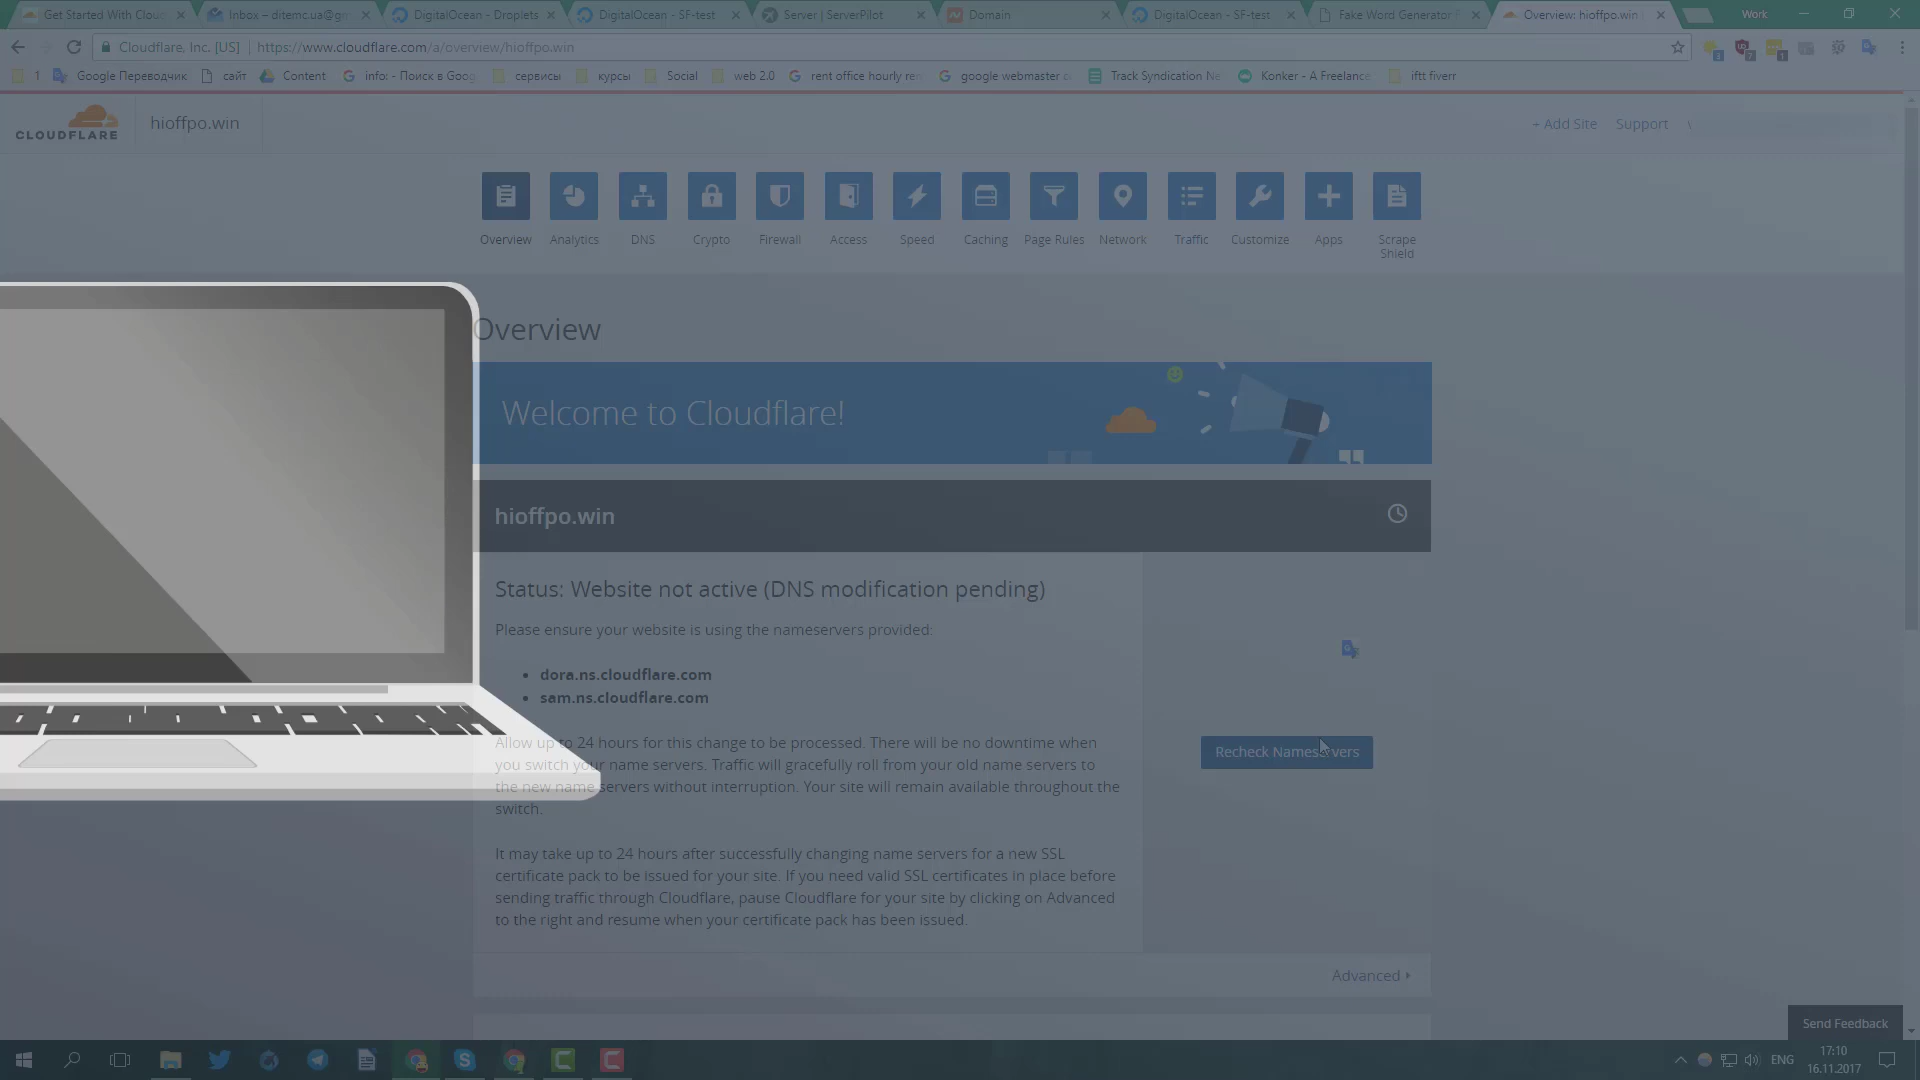 Get Started With Cloud
Inbox – ditemc.ua@g
DigitalOcean - Droplets
DigitalOcean - SF-test
Server | ServerPilot
Domain
DigitalOcean - SF-test
Fake Word Generator
Overview: hioffpo.win
Work
Cloudflare, Inc. [US]
https://www.cloudflare.com/a/overview/hioffpo.win
1
Google Переводчик
сайт
Content
info: - Поиск в Goog
сервисы
курсы
Social
web 2.0
rent office hourly re
google webmaster
Track Syndication Ne
Konker - A Freelance
iftt fiverr
CLOUDFLARE
hioffpo.win
+ Add Site
Support
Overview
Analytics
DNS
Crypto
Firewall
Access
Speed
Caching
Page Rules
Network
Traffic
Customize
Apps
Scrape
Shield
Overview
Welcome to Cloudflare!
hioffpo.win
Status: Website not active (DNS modification pending)
Please ensure your website is using the nameservers provided:
• dora.ns.cloudflare.com
• sam.ns.cloudflare.com
Allow up to 24 hours for this change to be processed. There will be no downtime when
you switch your name servers. Traffic will gracefully roll from your old name servers to
the new name servers without interruption. Your site will remain available throughout the
switch.
Recheck Nameservers
It may take up to 24 hours after successfully changing name servers for a new SSL
certificate pack to be issued for your site. If you need valid SSL certificates in place before
sending traffic through Cloudflare, pause Cloudflare for your site by clicking on Advanced
to the right and resume when your certificate pack has been issued.
Advanced
Send Feedback
ENG
17:10
16.11.2017